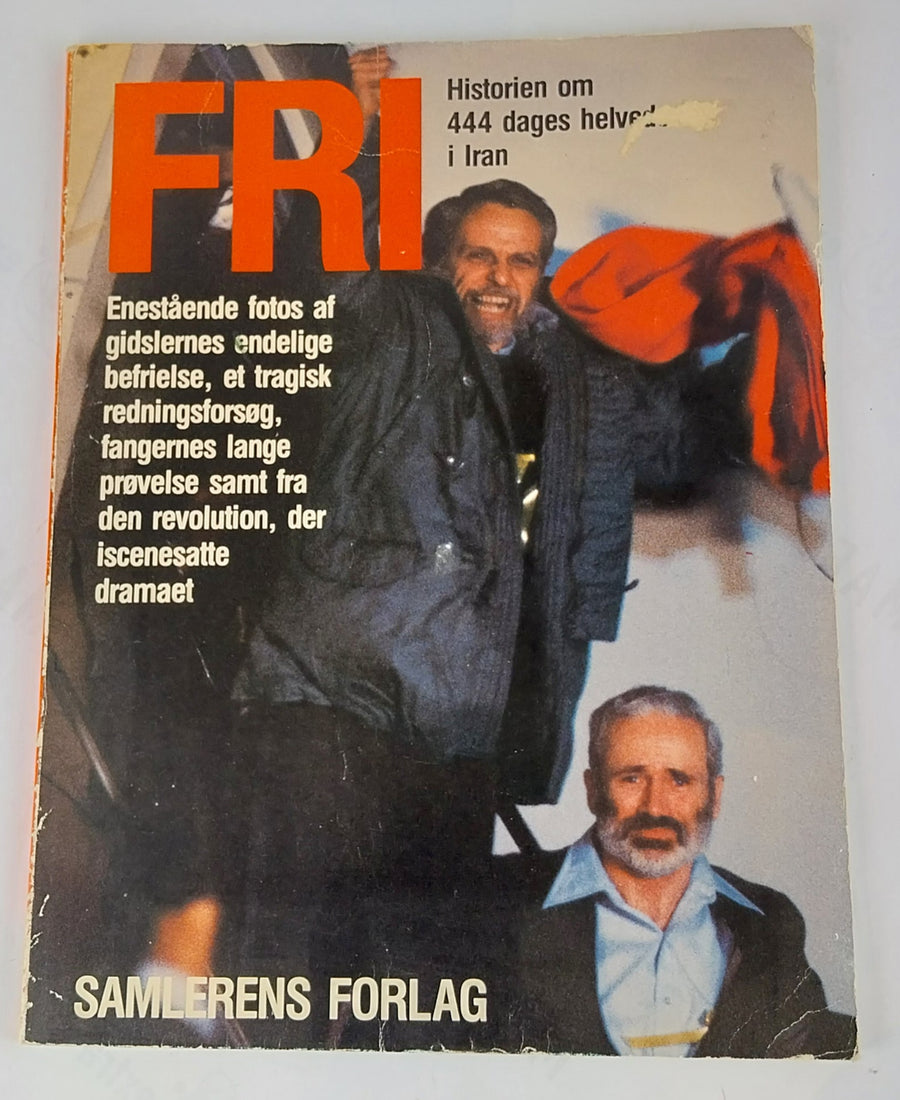 FRI
Historien om
444 dages
i Iran
Enestående fotos af
gidslernes endelige
befrielse, et tragisk
redningsforsøg,
fangernes lange
prøvelse samt fra
den revolution, der
iscenesatte
dramaet
SAMLERENS FORLAG